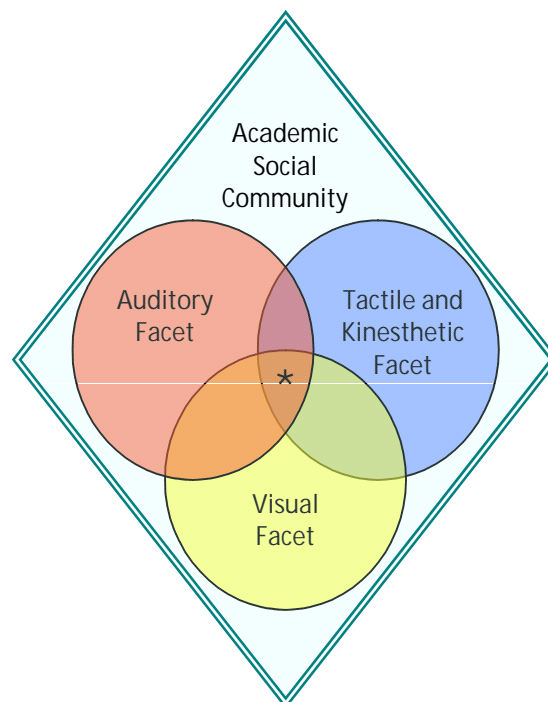 Academic
Social
Community
Auditory
Facet
Tactile and
Kinesthetic
Facet
*
Visual
Facet